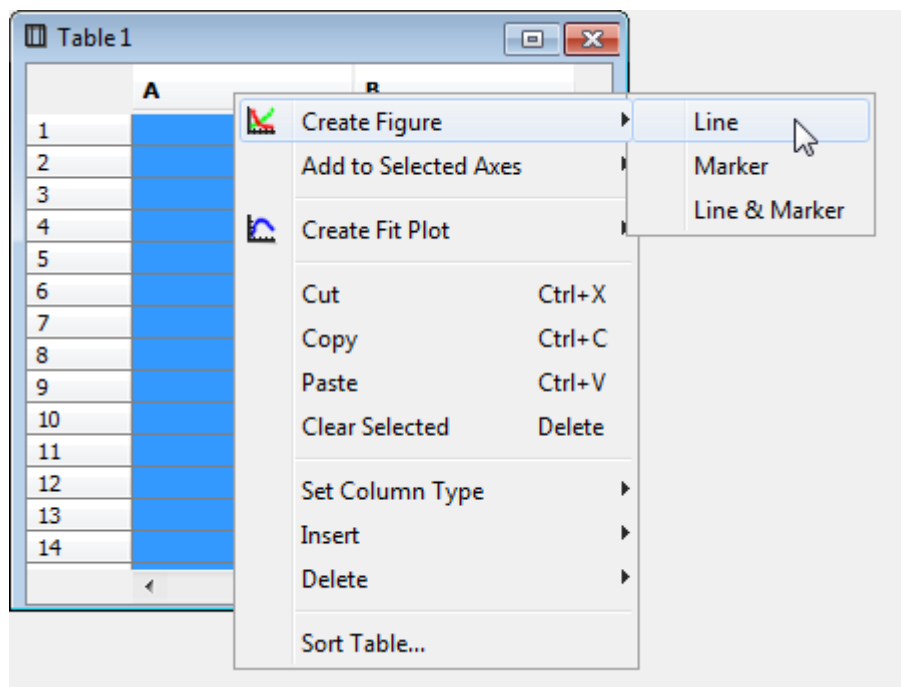 Table 1
A B
1
2
3
4
5
6
7
8
9
10
11
12
13
14
Create Figure
Add to Selected Axes
Create Fit Plot
Cut Ctrl+X
Copy Ctrl+C
Paste Ctrl+V
Clear Selected Delete
Set Column Type
Insert
Delete
Sort Table...
Line
Marker
Line & Marker